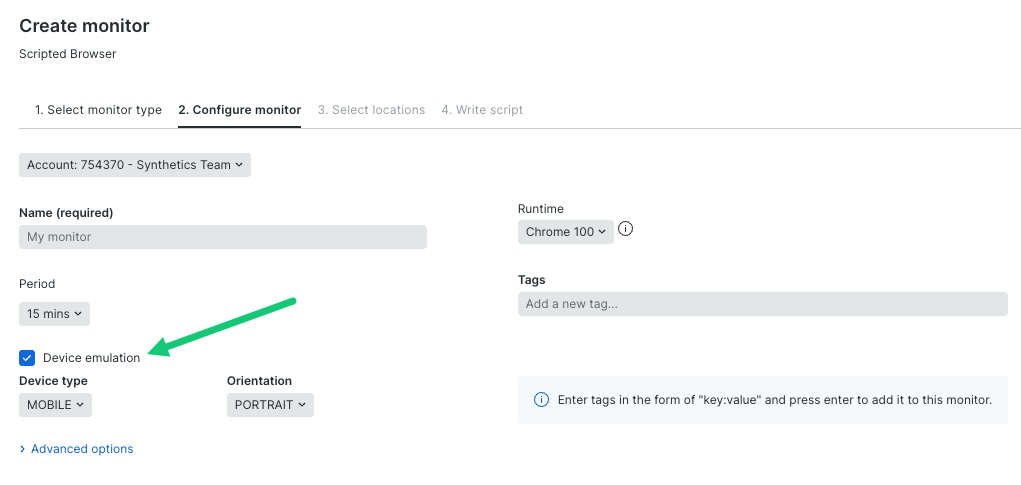 Create monitor
Scripted Browser
1. Select monitor type 2. Configure monitor 3. Select locations 4. Write script
Account: 754370 - Synthetics Team
Name (required)
My monitor
Runtime
Chrome 100
Period
15 mins
Tags
Add a new tag...
Device emulation
Device type
MOBILE
Orientation
PORTRAIT
Enter tags in the form of "key:value" and press enter to add it to this monitor.
Advanced options